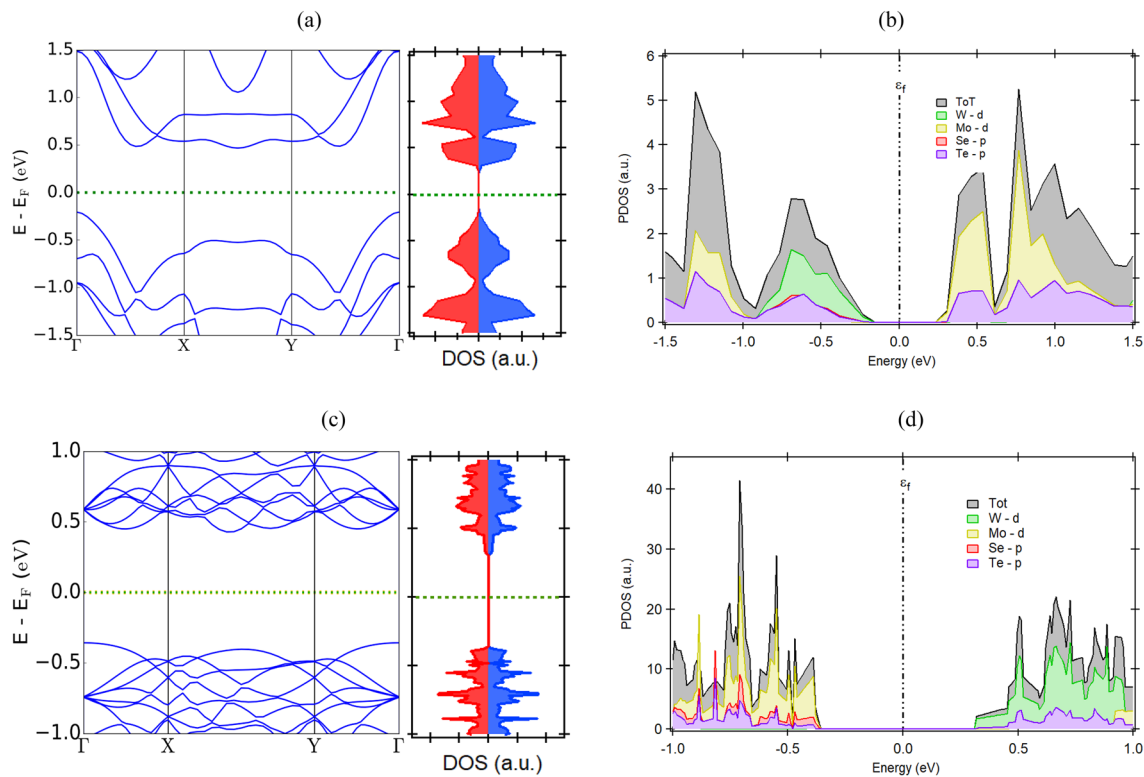 (a)
1.5
1.0
0.5
0.0
−0.5
−1.0
−1.5
E - E_F (eV)
Γ
X
Y
Γ
DOS (a.u.)
(b)
6
5
4
3
2
1
0
PDOS (a.u.)
ε_f
ToT
W - d
Mo - d
Se - p
Te - p
-1.5
-1.0
-0.5
0.0
0.5
1.0
1.5
Energy (eV)
(c)
1.0
0.5
0.0
−0.5
−1.0
E - E_F (eV)
Γ
X
Y
Γ
DOS (a.u.)
(d)
40
30
20
10
0
PDOS (a.u.)
ε_f
Tot
W - d
Mo - d
Se - p
Te - p
-1.0
-0.5
0.0
0.5
1.0
Energy (eV)